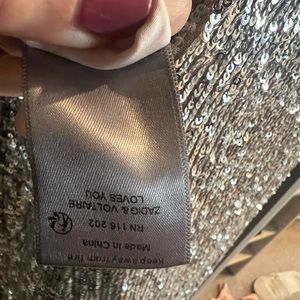 Keep away from fire
Made in China
RN 116 202
ZADIG & VOLTAIRE
LOVES YOU